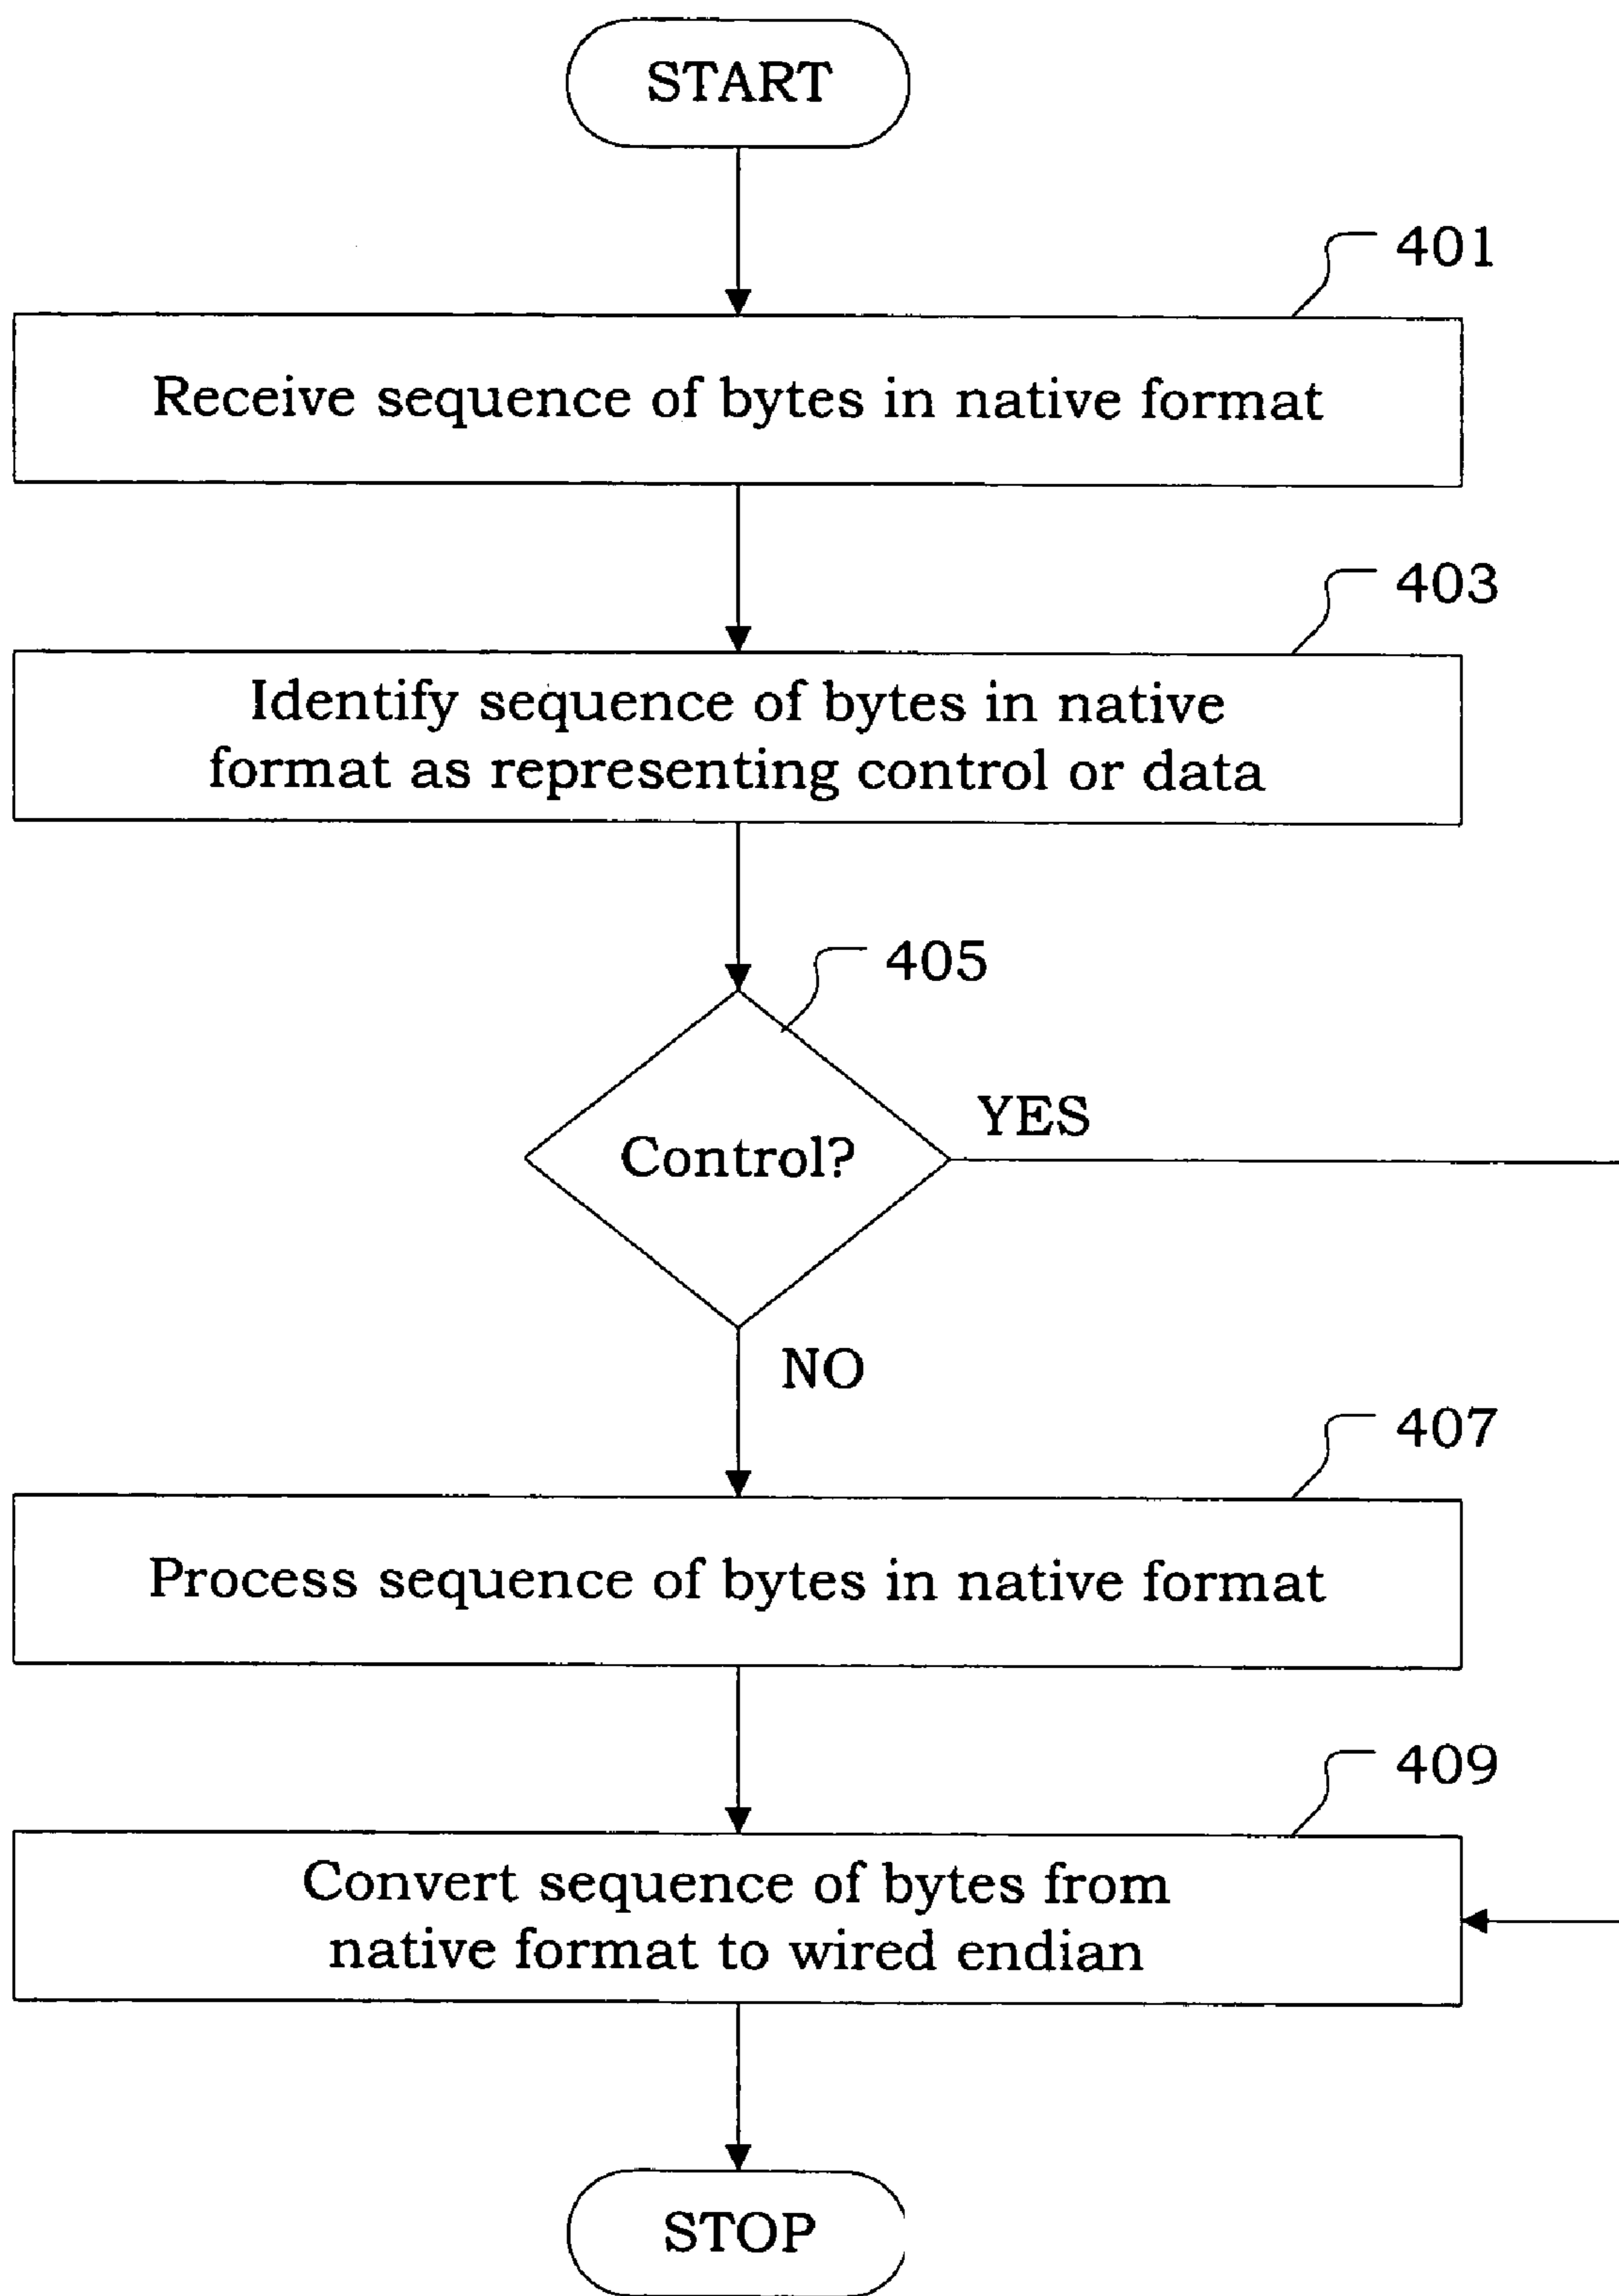 START
401
Receive sequence of bytes in native format
403
Identify sequence of bytes in native
format as representing control or data
405
Control?
YES
NO
407
Process sequence of bytes in native format
409
Convert sequence of bytes from
native format to wired endian
STOP